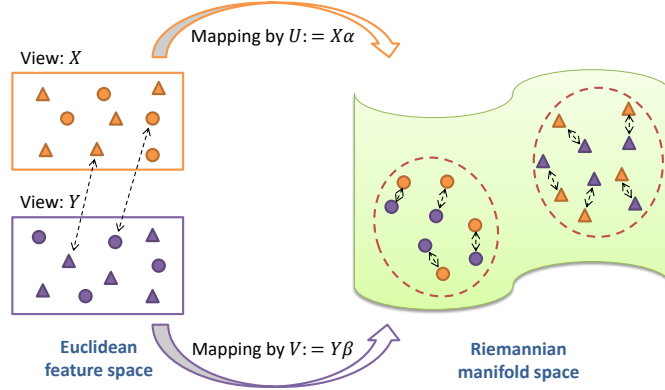 Mapping by U: = Xα
View: X
View: Y
Mapping by V: = Yβ
Euclidean
feature space
Riemannian
manifold space